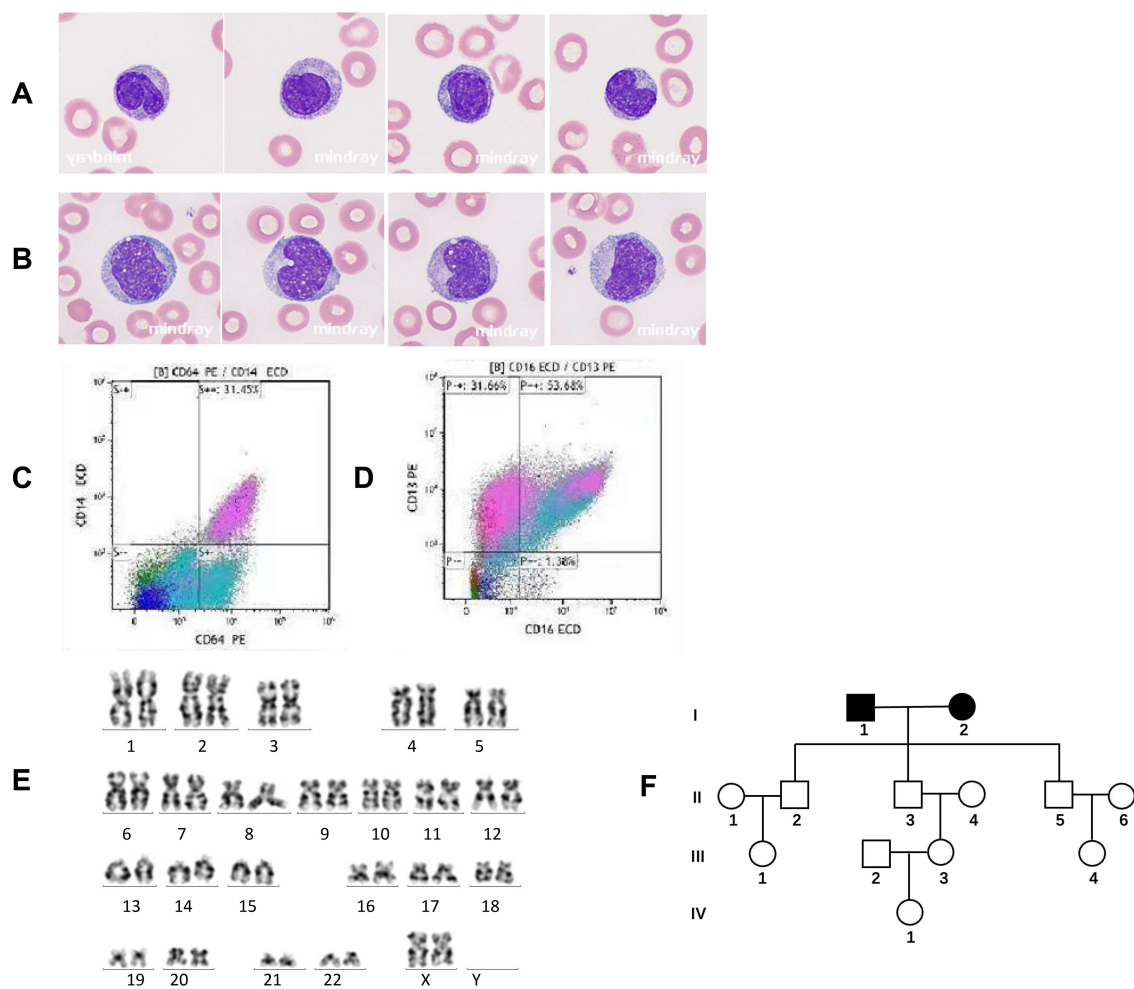 A
mindray
mindray
mindray
mindray
B
mindray
mindray
mindray
mindray
C
[B] CD64 PE / CD14 ECD
S-+
S++: 31.45%
CD14 ECD
S--
S+-
0
CD64 PE
D
[B] CD16 ECD / CD13 PE
P-+: 31.66%
P++: 53.68%
CD13 PE
P--
P+-: 1.38%
0
CD16 ECD
E
1 2 3 4 5
6 7 8 9 10 11 12
13 14 15 16 17 18
19 20 21 22 X Y
F
I
1 2
II
1 2 3 4 5 6
III
1 2 3 4
IV
1